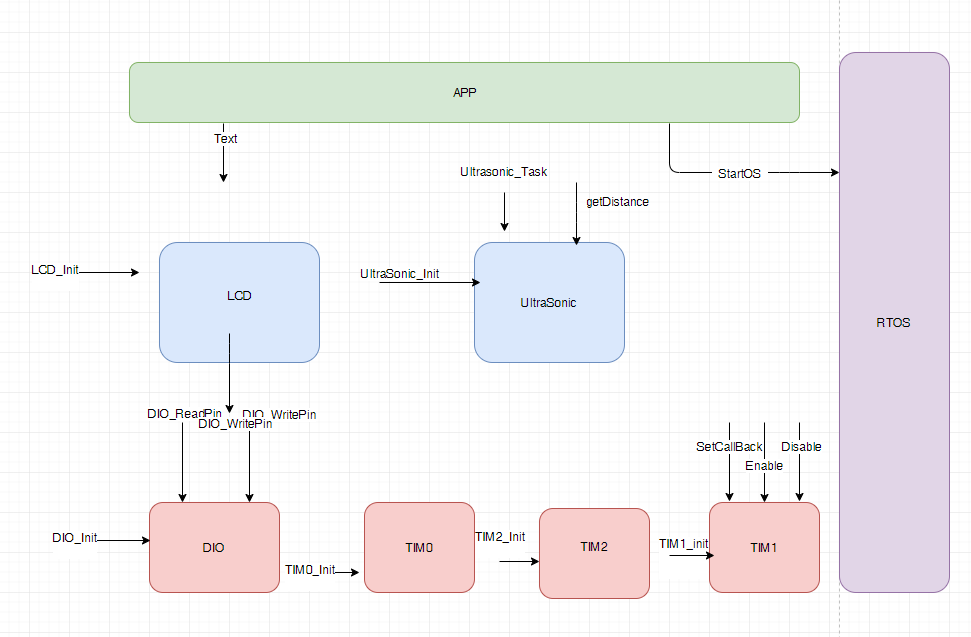 APP
Text
Ultrasonic_Task
StartOS
getDistance
LCD_Init
UltraSonic_Init
LCD
UltraSonic
RTOS
DIO_ReadPin
DIO_WritePin
DIO_WritePin
SetCallBack
Disable
Enable
DIO_Init
DIO
TIM0_Init
TIM0
TIM2_Init
TIM2
TIM1_init
TIM1